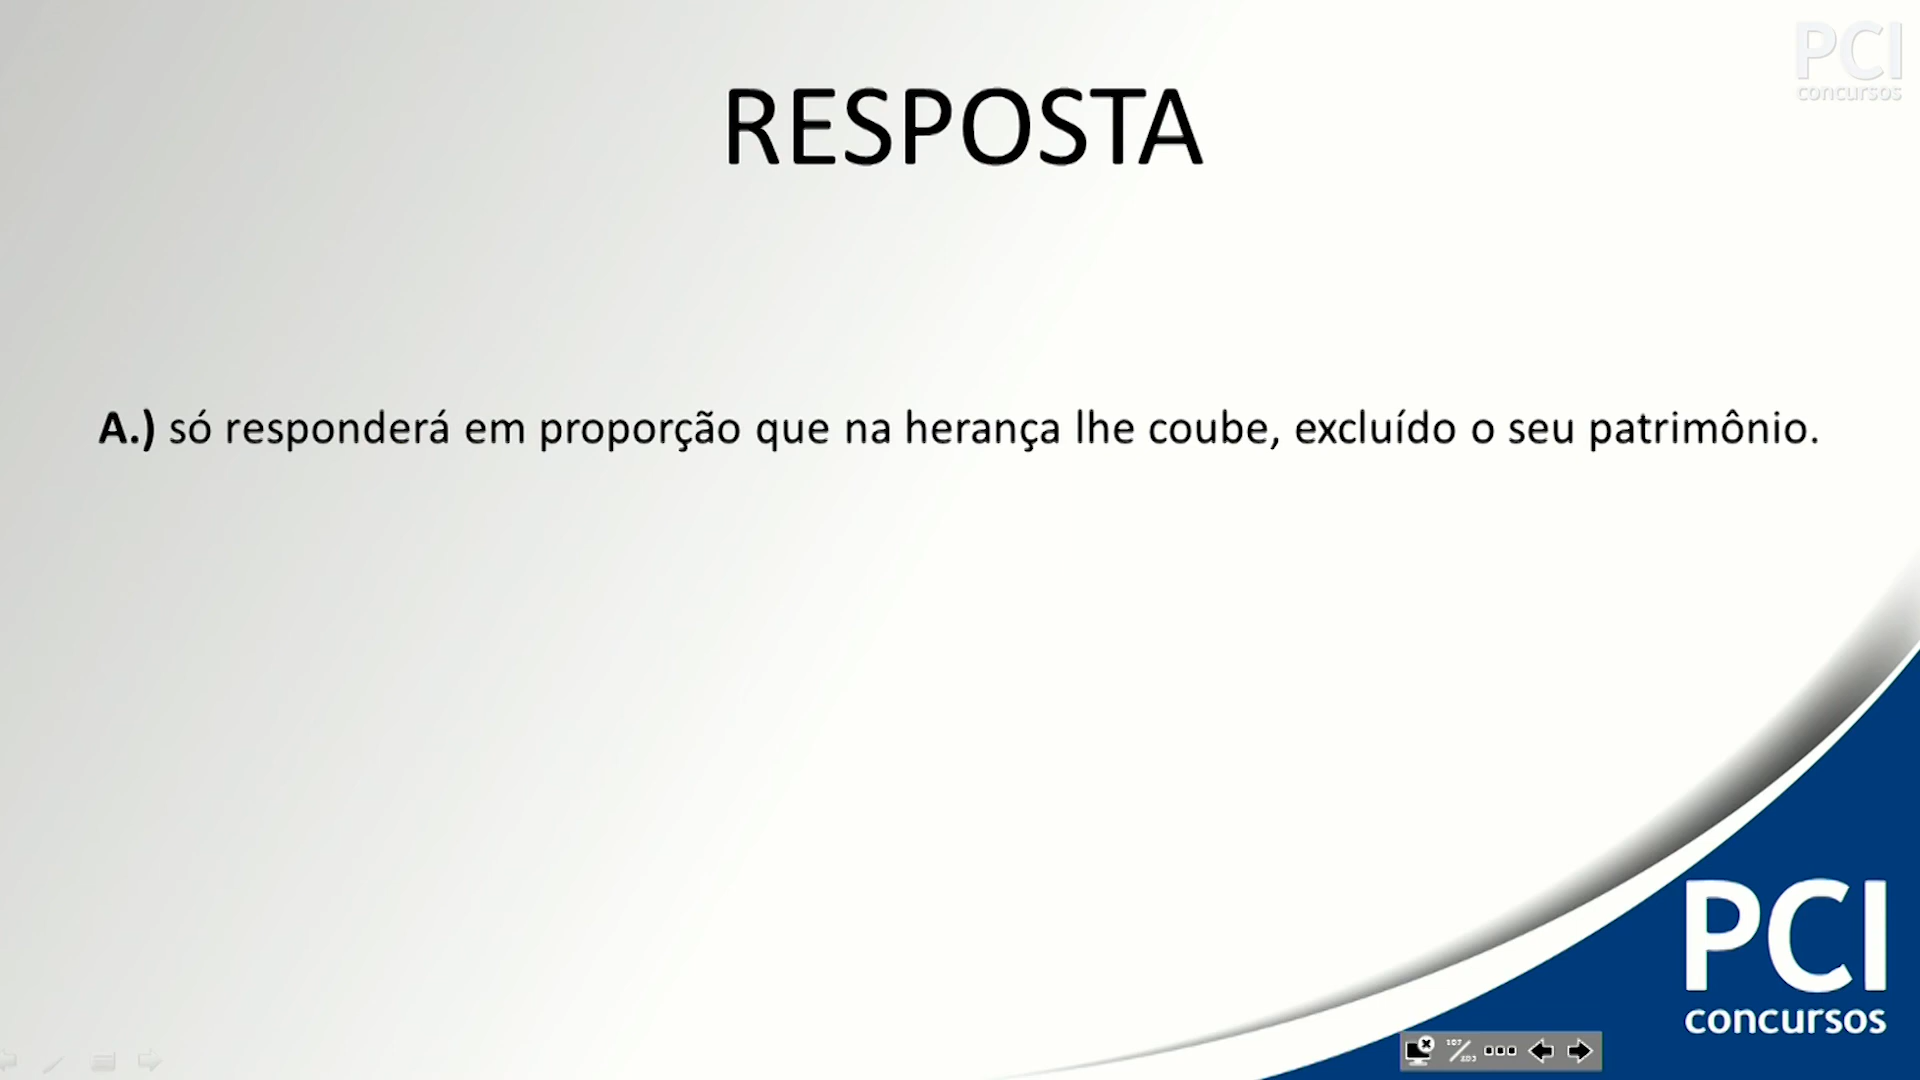 PCI
concursos
RESPOSTA
A.) só responderá em proporção que na herança lhe coube, excluído o seu patrimônio.
PCI
concursos